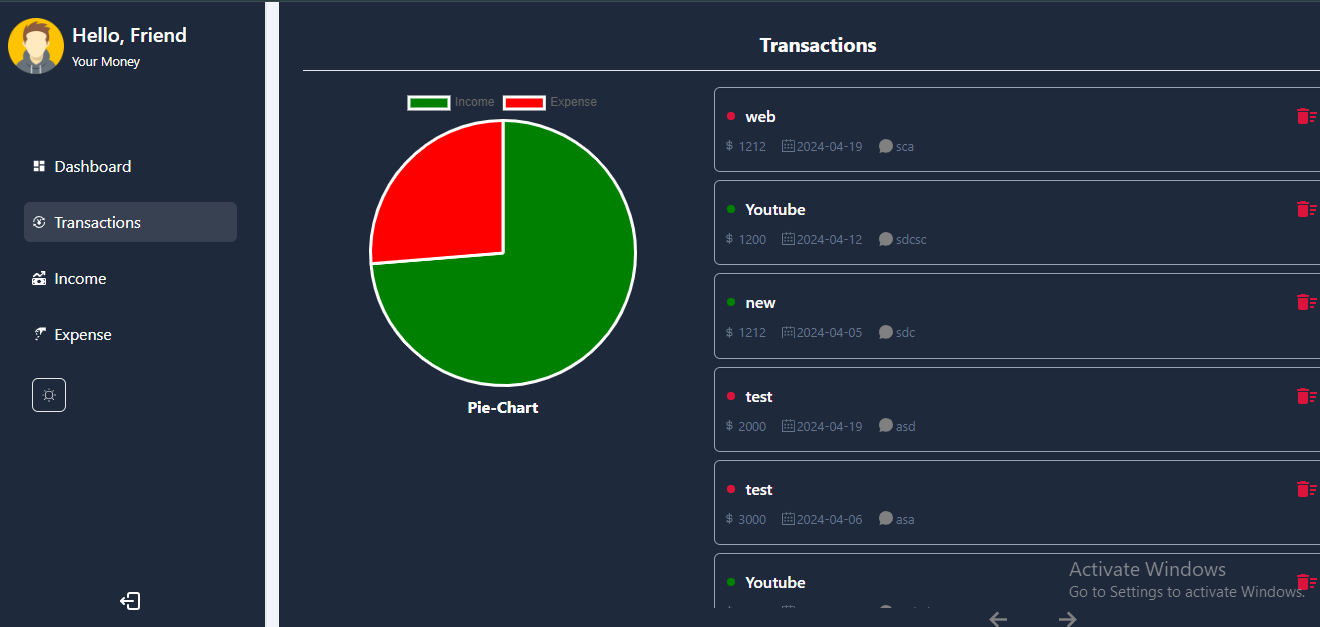 Hello, Friend
Your Money
Dashboard
Transactions
Income
Expense
Transactions
Income Expense
Pie-Chart
web
$ 1212 2024-04-19 sca
Youtube
$ 1200 2024-04-12 sdcsc
new
$ 1212 2024-04-05 sdc
test
$ 2000 2024-04-19 asd
test
$ 3000 2024-04-06 asa
Youtube
Activate Windows
Go to Settings to activate Windows.